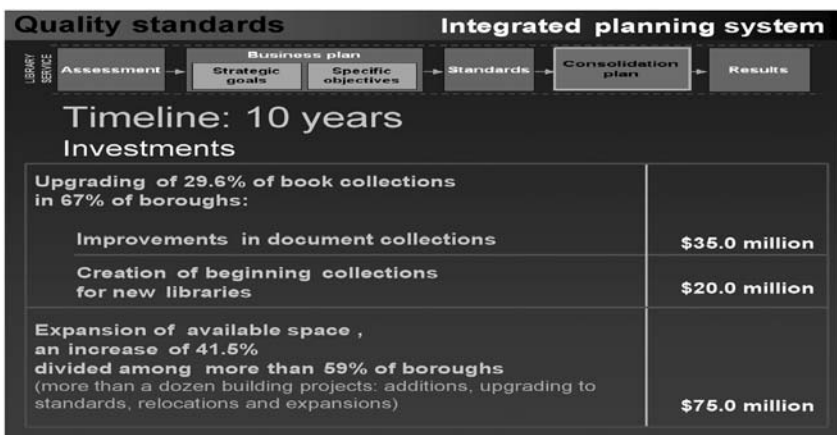 Quality standards Integrated planning system
LIBRARY SERVICE
Assessment
Business plan
Strategic goals
Specific objectives
Standards
Consolidation plan
Results
Timeline: 10 years
Investments
Upgrading of 29.6% of book collections
in 67% of boroughs:
Improvements in document collections $35.0 million
Creation of beginning collections
for new libraries $20.0 million
Expansion of available space ,
an increase of 41.5%
divided among more than 59% of boroughs
(more than a dozen building projects: additions, upgrading to
standards, relocations and expansions) $75.0 million